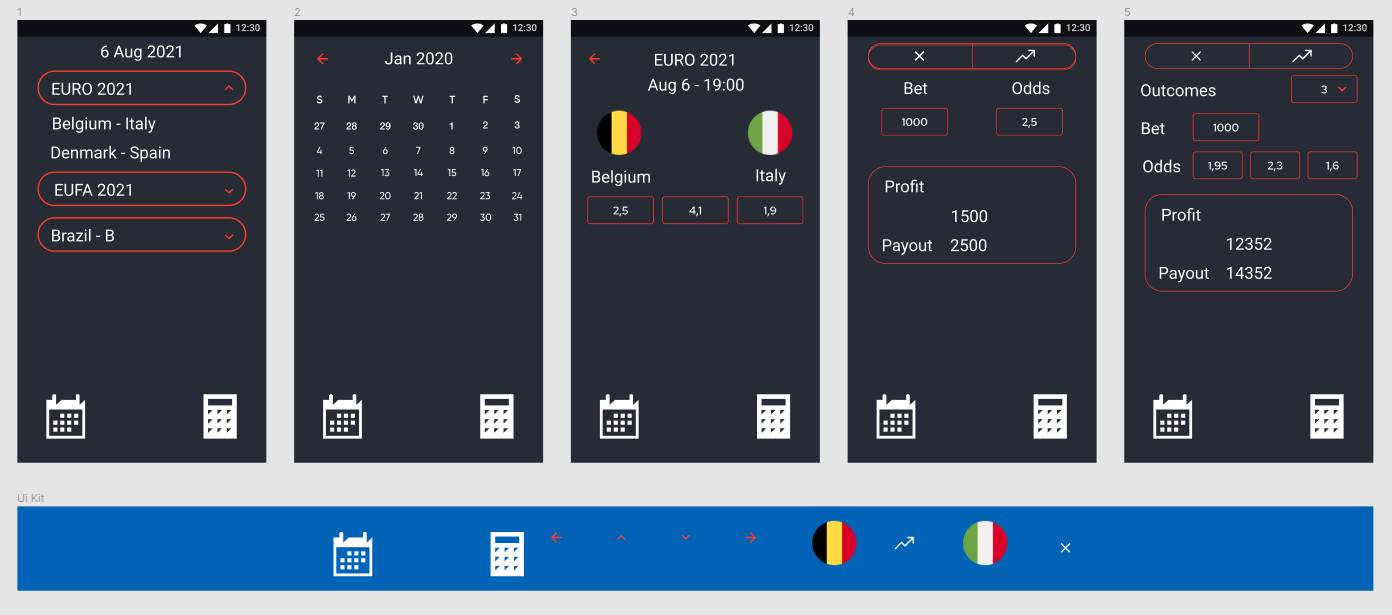 1
12:30
6 Aug 2021
EURO 2021
Belgium - Italy
Denmark - Spain
EUFA 2021
Brazil - B
2
12:30
Jan 2020
S M T W T F S
27 28 29 30 1 2 3
4 5 6 7 8 9 10
11 12 13 14 15 16 17
18 19 20 21 22 23 24
25 26 27 28 29 30 31
3
12:30
EURO 2021
Aug 6 - 19:00
Belgium Italy
2,5 4,1 1,9
4
12:30
Bet Odds
1000 2,5
Profit
1500
Payout 2500
5
12:30
Outcomes 3
Bet 1000
Odds 1,95 2,3 1,6
Profit
12352
Payout 14352
Ui Kit